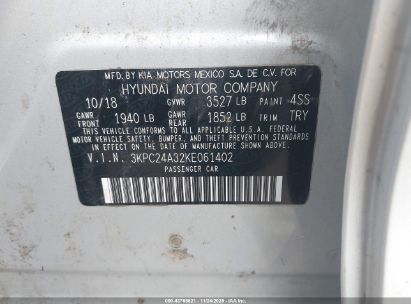 MFD. BY KIA MOTORS MEXICO S.A. DE C.V. FOR
HYUNDAI MOTOR COMPANY
10/18 GVWR 3527 LB PAINT 4SS
GAWR FRONT 1940 LB GAWR REAR 1852 LB TRIM TRY
THIS VEHICLE CONFORMS TO ALL APPLICABLE U.S. FEDERAL MOTOR
VEHICLE SAFETY, BUMPER, AND THEFT PREVENTION STANDARDS
IN EFFECT ON THE DATE OF MANUFACTURE SHOWN ABOVE.
V.I.N. 3KPC24A32KE061402
PASSENGER CAR